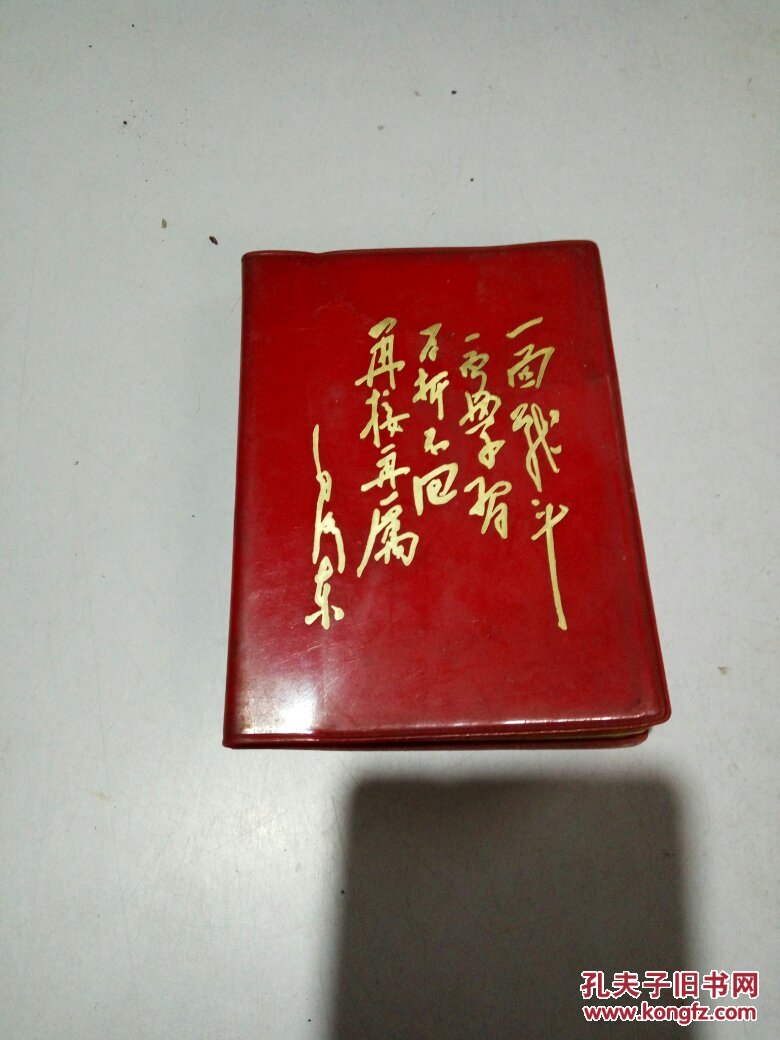 一面战斗
一面学习
百折不回
再接再厉
毛泽东
孔夫子旧书网
www.kongfz.com